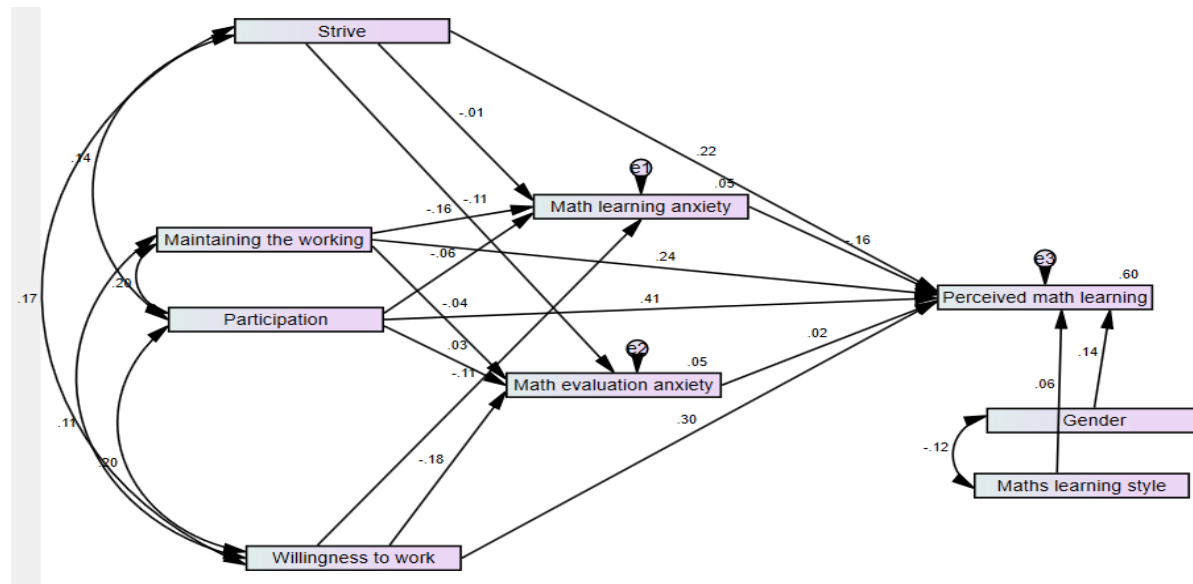 Strive
-.01
.22
.14
e1
.05
Math learning anxiety
-.16
-.11
Maintaining the working
-.06
-.16
.24
e3
.60
.20
.17
Perceived math learning
.41
-.04
Participation
.03
e2
.05
.02
.14
-.11
Math evaluation anxiety
.06
.30
.11
Gender
-.12
.20
-.18
Maths learning style
Willingness to work